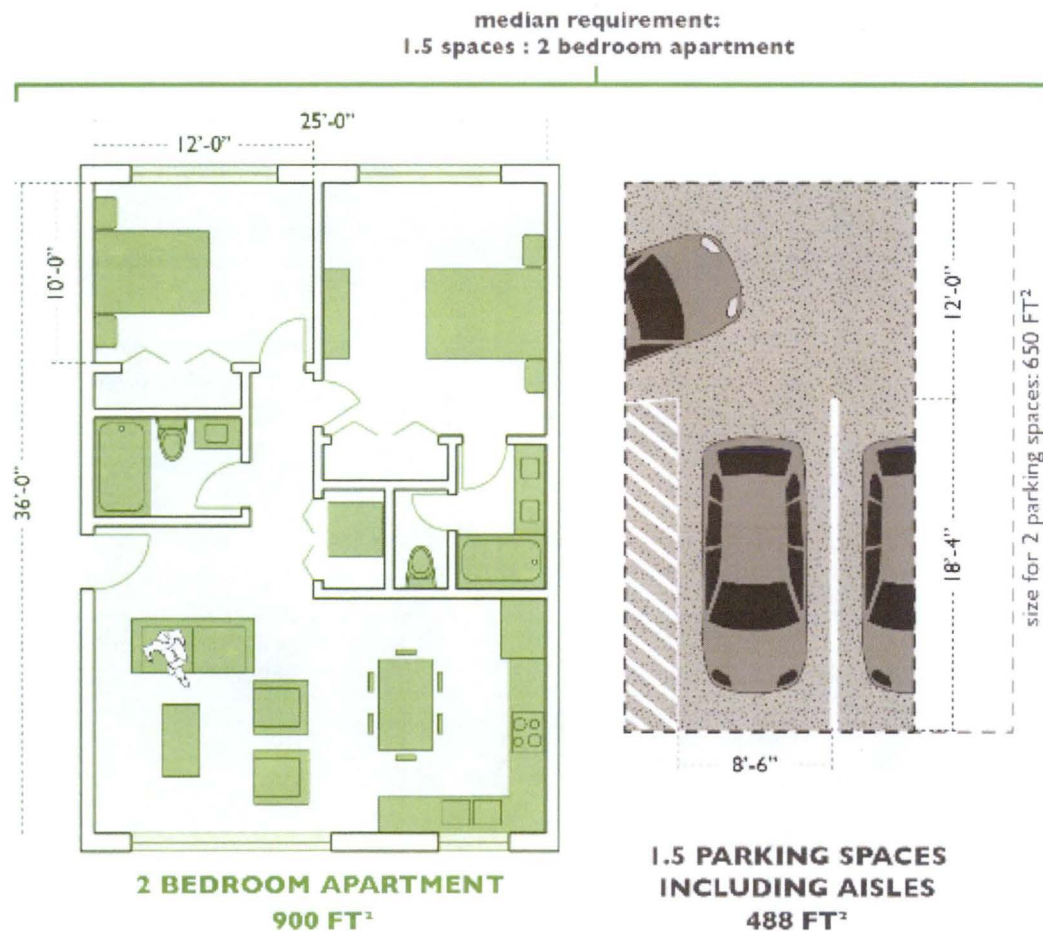 median requirement:
1.5 spaces : 2 bedroom apartment
25'-0"
12'-0"
10'-0"
36'-0"
12'-0"
18'-4"
size for 2 parking spaces: 650 FT²
8'-6"
2 BEDROOM APARTMENT
900 FT²
1.5 PARKING SPACES
INCLUDING AISLES
488 FT²